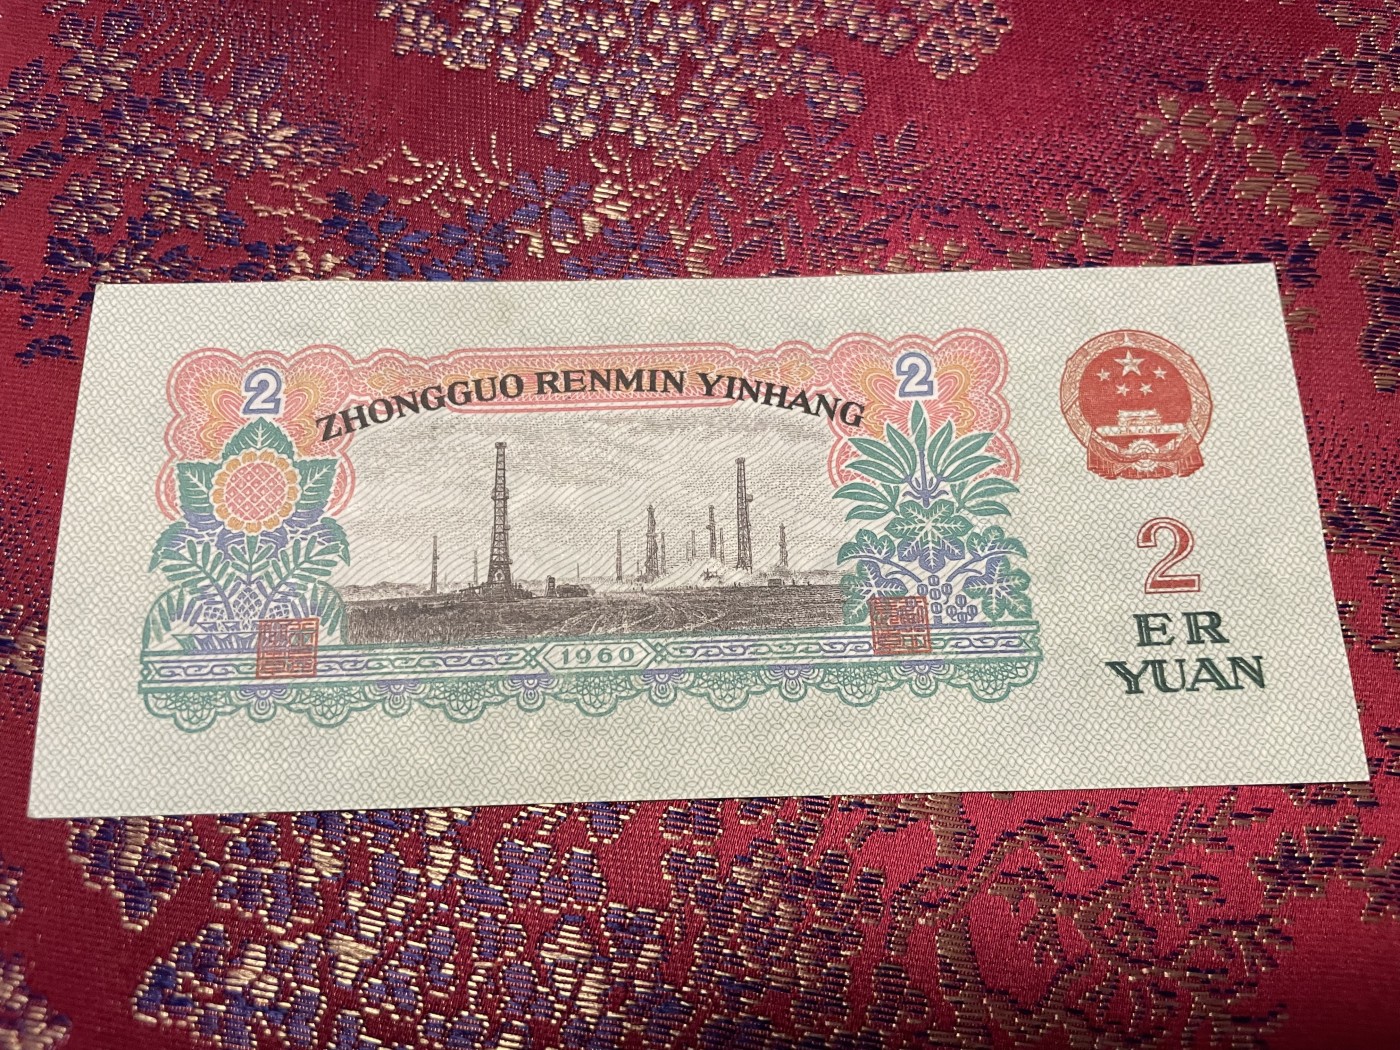 2
2
ZHONGGUO RENMIN YINHANG
1960
2
ER
YUAN